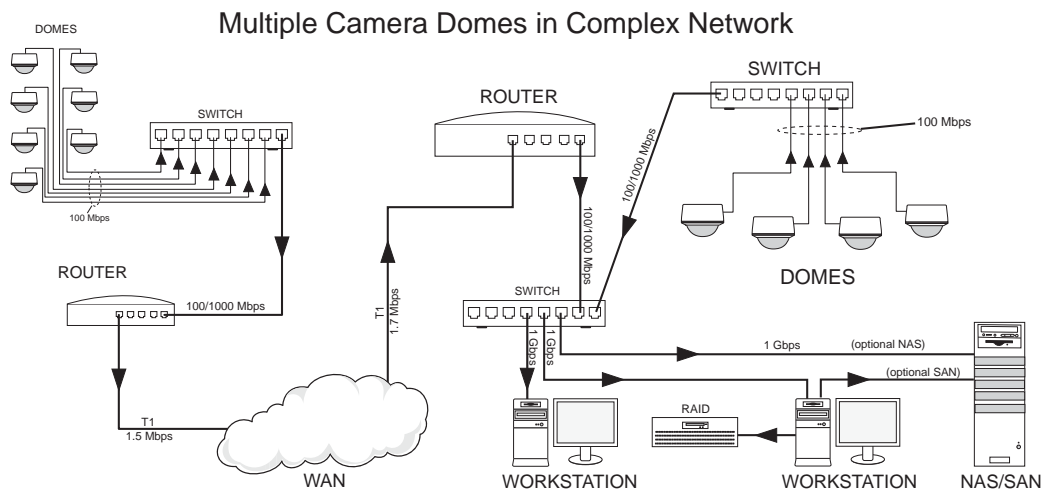 Multiple Camera Domes in Complex Network
DOMES
SWITCH
100 Mbps
ROUTER
100/1000 Mbps
T1
1.5 Mbps
WAN
T1
1.7 Mbps
ROUTER
100/1000 Mbps
100/1000 Mbps
SWITCH
100 Mbps
DOMES
SWITCH
1 Gbps
1 Gbps
1 Gbps
(optional NAS)
(optional SAN)
RAID
WORKSTATION
WORKSTATION
NAS/SAN